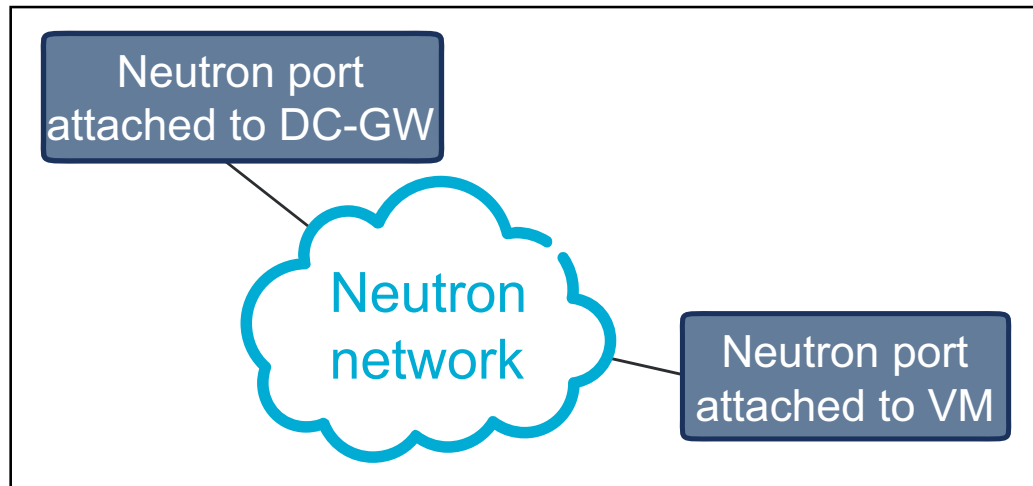 Neutron port
attached to DC-GW
Neutron
network
Neutron port
attached to VM